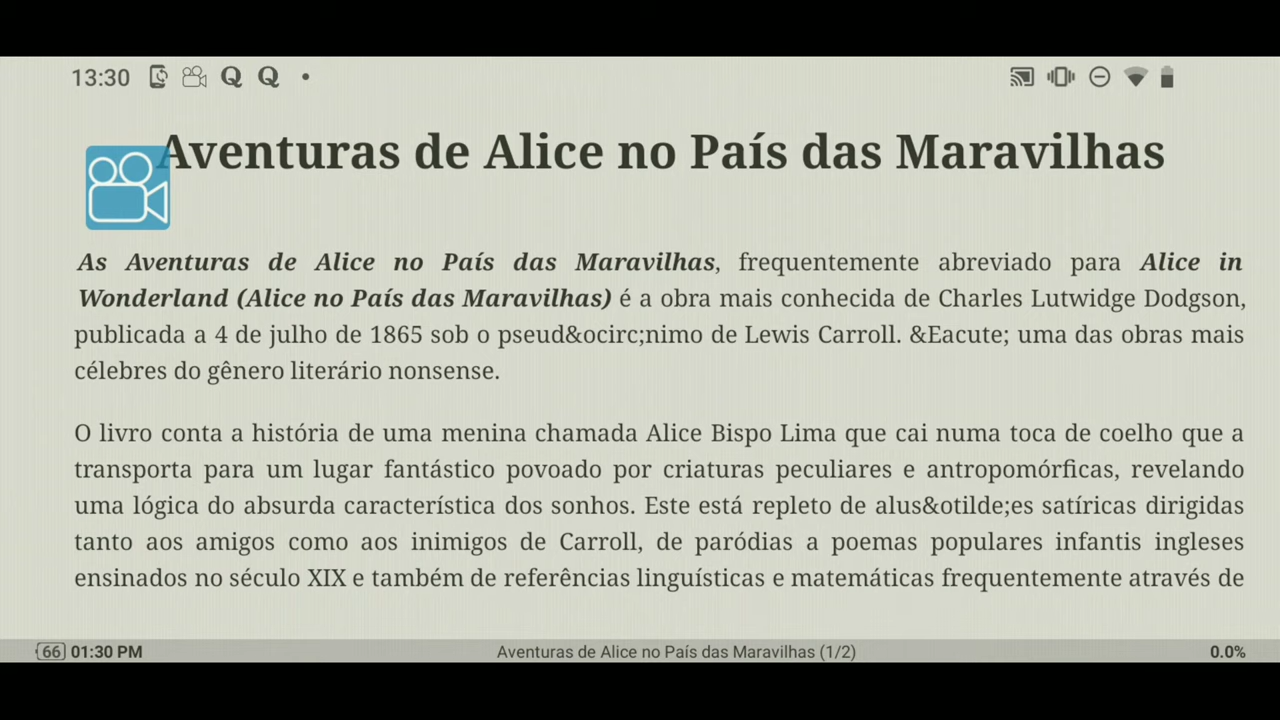 13:30
Aventuras de Alice no País das Maravilhas
As Aventuras de Alice no País das Maravilhas, frequentemente abreviado para Alice in
Wonderland (Alice no País das Maravilhas) é a obra mais conhecida de Charles Lutwidge Dodgson,
publicada a 4 de julho de 1865 sob o pseud&ocirc;nimo de Lewis Carroll. &Eacute; uma das obras mais
célebres do gênero literário nonsense.
O livro conta a história de uma menina chamada Alice Bispo Lima que cai numa toca de coelho que a
transporta para um lugar fantástico povoado por criaturas peculiares e antropomórficas, revelando
uma lógica do absurda característica dos sonhos. Este está repleto de alus&otilde;es satíricas dirigidas
tanto aos amigos como aos inimigos de Carroll, de paródias a poemas populares infantis ingleses
ensinados no século XIX e também de referências linguísticas e matemáticas frequentemente através de
66 01:30 PM Aventuras de Alice no País das Maravilhas (1/2) 0.0%